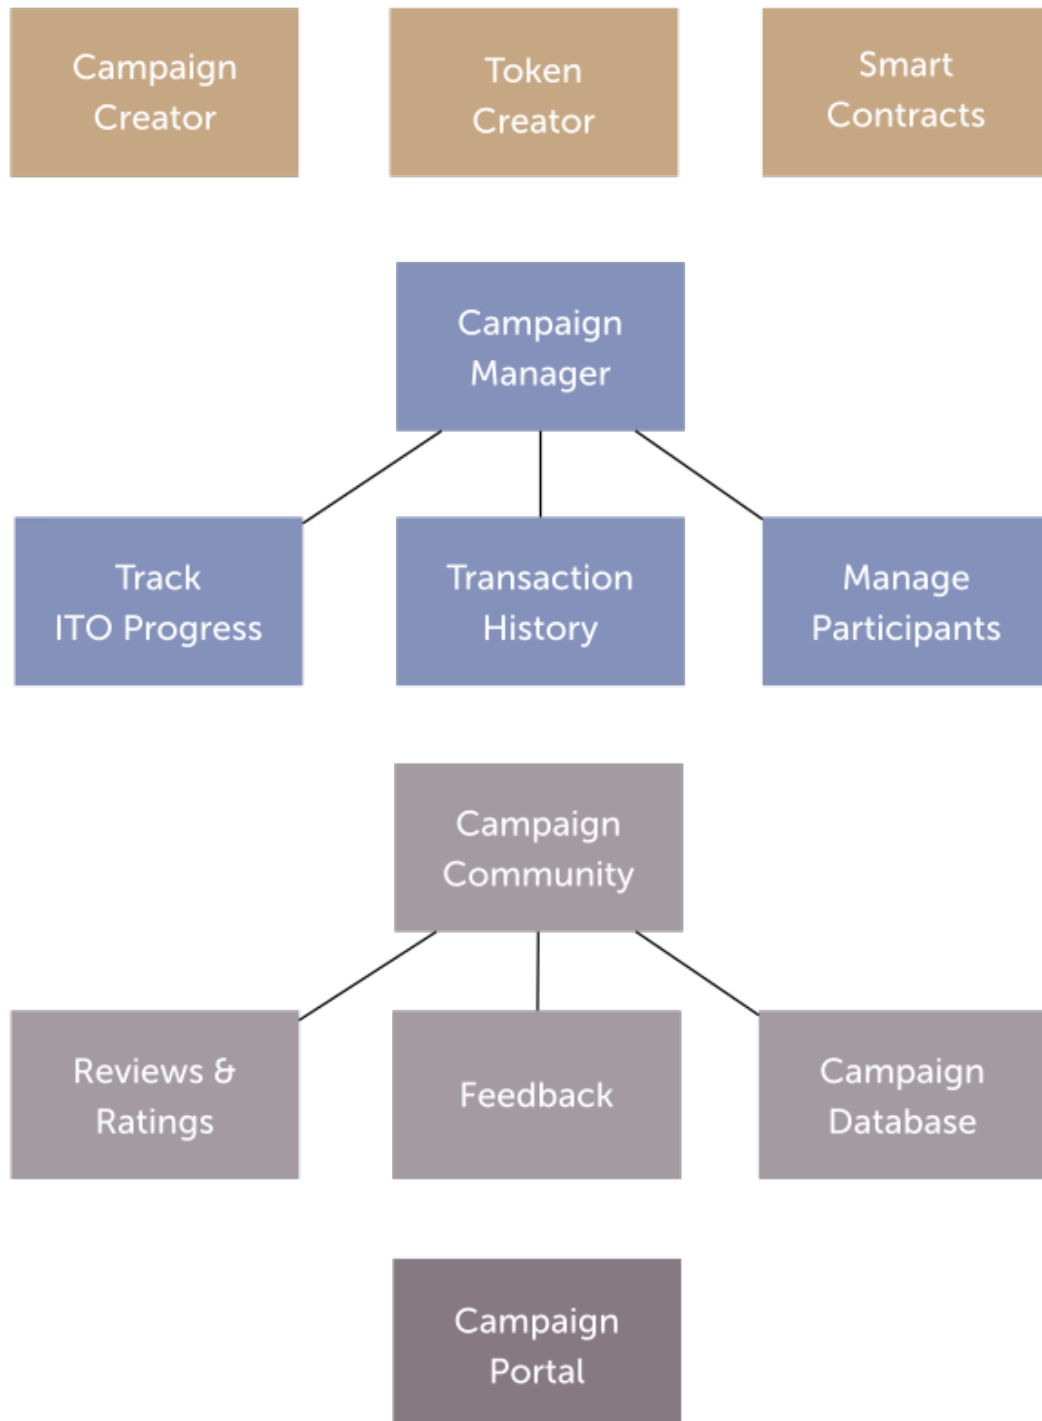 Campaign
Creator
Token
Creator
Smart
Contracts
Campaign
Manager
Track
ITO Progress
Transaction
History
Manage
Participants
Campaign
Community
Reviews &
Ratings
Feedback
Campaign
Database
Campaign
Portal